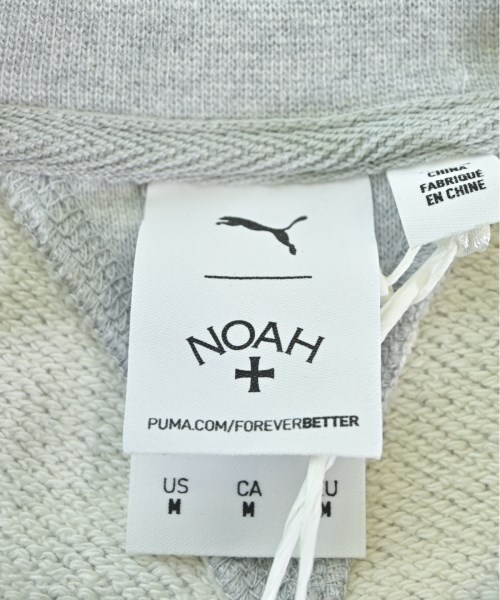 CHINA
FABRIQUÉ
EN CHINE
NOAH
PUMA.COM/FOREVERBETTER
US CA
M M M